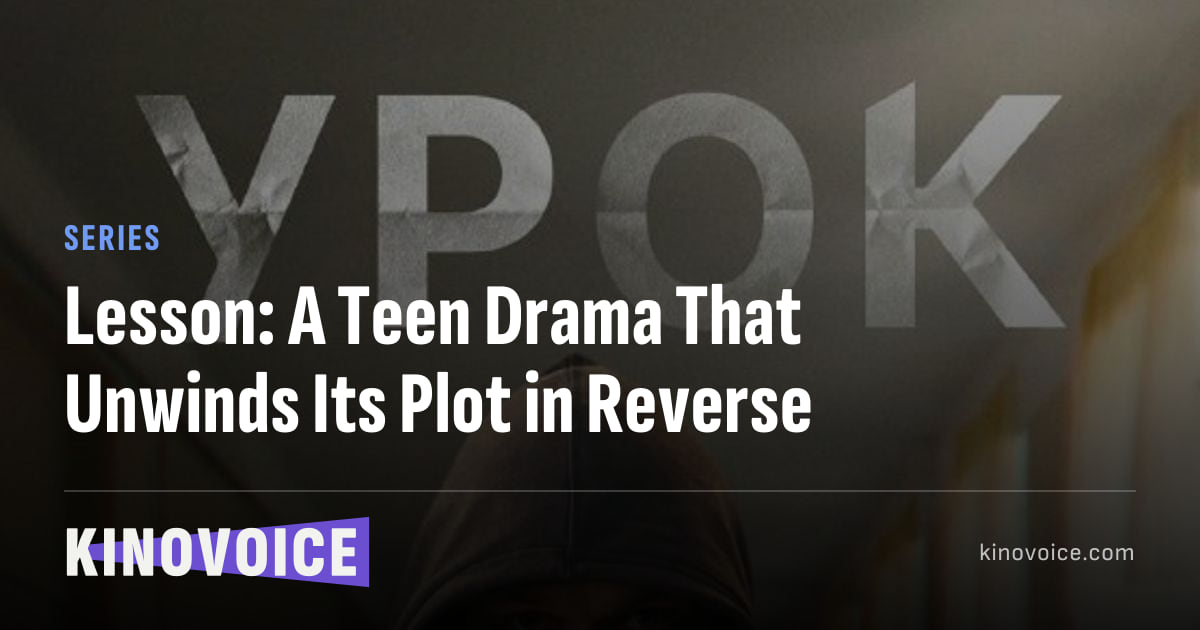 УРОК
SERIES
Lesson: A Teen Drama That
Unwinds Its Plot in Reverse
KINOVOICE
kinovoice.com